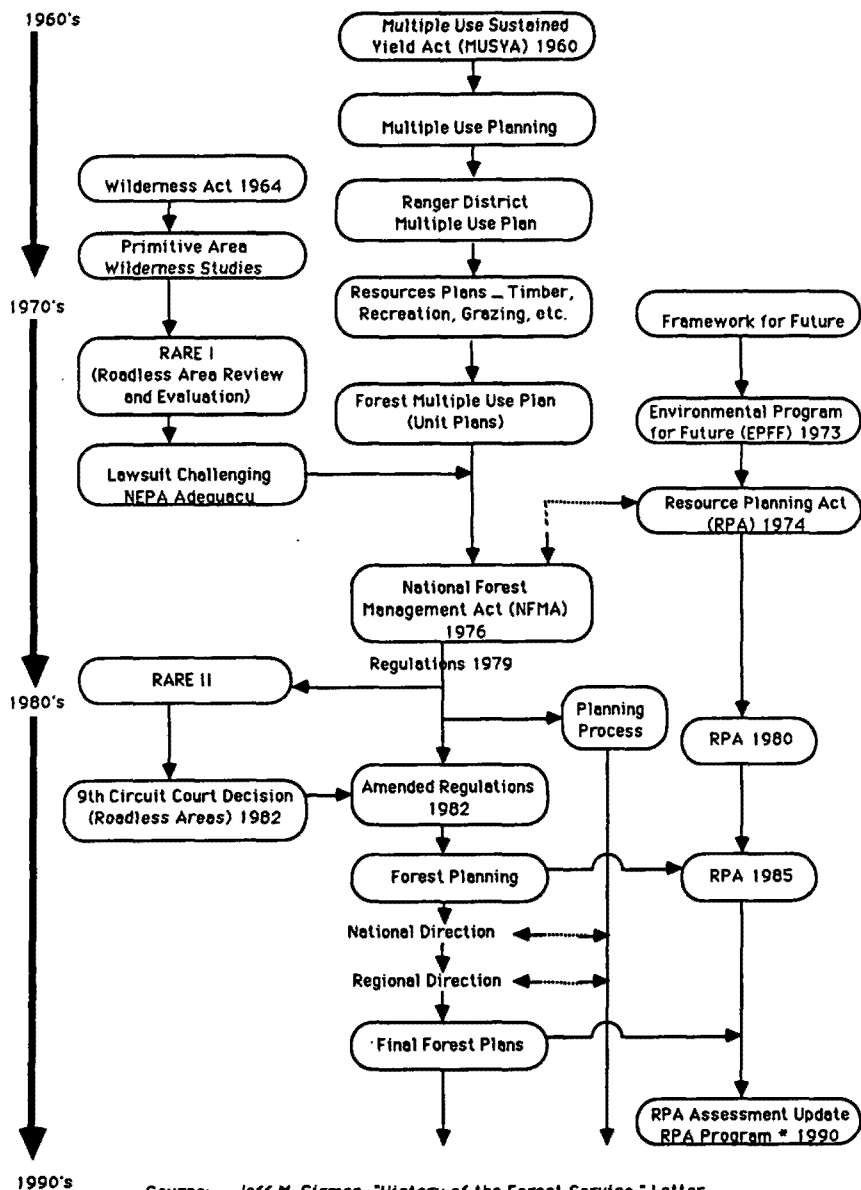 1960's
Multiple Use Sustained
Yield Act (MUSYA) 1960
Multiple Use Planning
Wilderness Act 1964
Ranger District
Multiple Use Plan
Primitive Area
Wilderness Studies
1970's
Resources Plans — Timber,
Recreation, Grazing, etc.
Framework for Future
RARE I
(Roadless Area Review
and Evaluation)
Forest Multiple Use Plan
(Unit Plans)
Environmental Program
for Future (EPFF) 1973
Lawsuit Challenging
NEPA Adequacy
Resource Planning Act
(RPA) 1974
National Forest
Management Act (NFMA)
1976
Regulations 1979
RARE II
1980's
Planning
Process
RPA 1980
9th Circuit Court Decision
(Roadless Areas) 1982
Amended Regulations
1982
Forest Planning
RPA 1985
National Direction
Regional Direction
Final Forest Plans
RPA Assessment Update
RPA Program * 1990
1990's
Jeff M. "History of the Forest Service," Letter